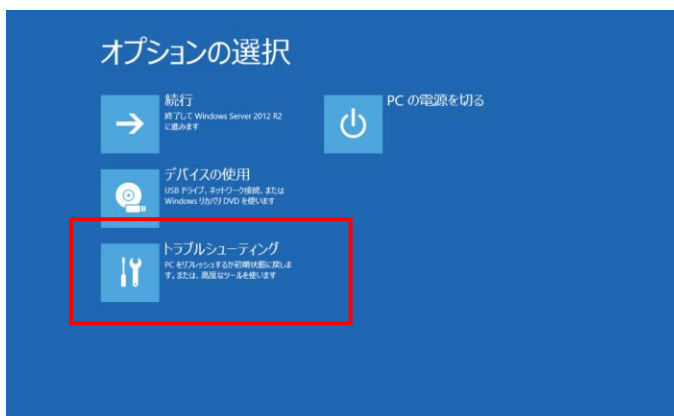 オプションの選択
続行
終了して Windows Server 2012 R2
に進みます
PC の電源を切る
デバイスの使用
USB ドライブ、ネットワーク接続、または
Windows リカバリ DVD を使います
トラブルシューティング
PC をリフレッシュするか初期状態に戻しま
す。または、高度なツールを使います